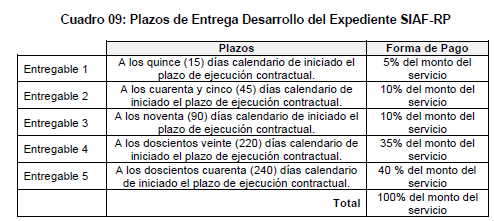 Cuadro 09: Plazos de Entrega Desarrollo del Expediente SIAF-RP
Plazos
Forma de Pago
Entregable 1
A los quince (15) días calendario de iniciado el
plazo de ejecución contractual.
5% del monto del
servicio
Entregable 2
A los cuarenta y cinco (45) días calendario de
iniciado el plazo de ejecución contractual.
10% del monto del
servicio
Entregable 3
A los noventa (90) días calendario de iniciado el
plazo de ejecución contractual.
10% del monto del
servicio
Entregable 4
A los doscientos veinte (220) días calendario de
iniciado el plazo de ejecución contractual.
35% del monto del
servicio
Entregable 5
A los doscientos cuarenta (240) días calendario
de iniciado el plazo de ejecución contractual.
40 % del monto del
servicio
Total
100% del monto del
servicio